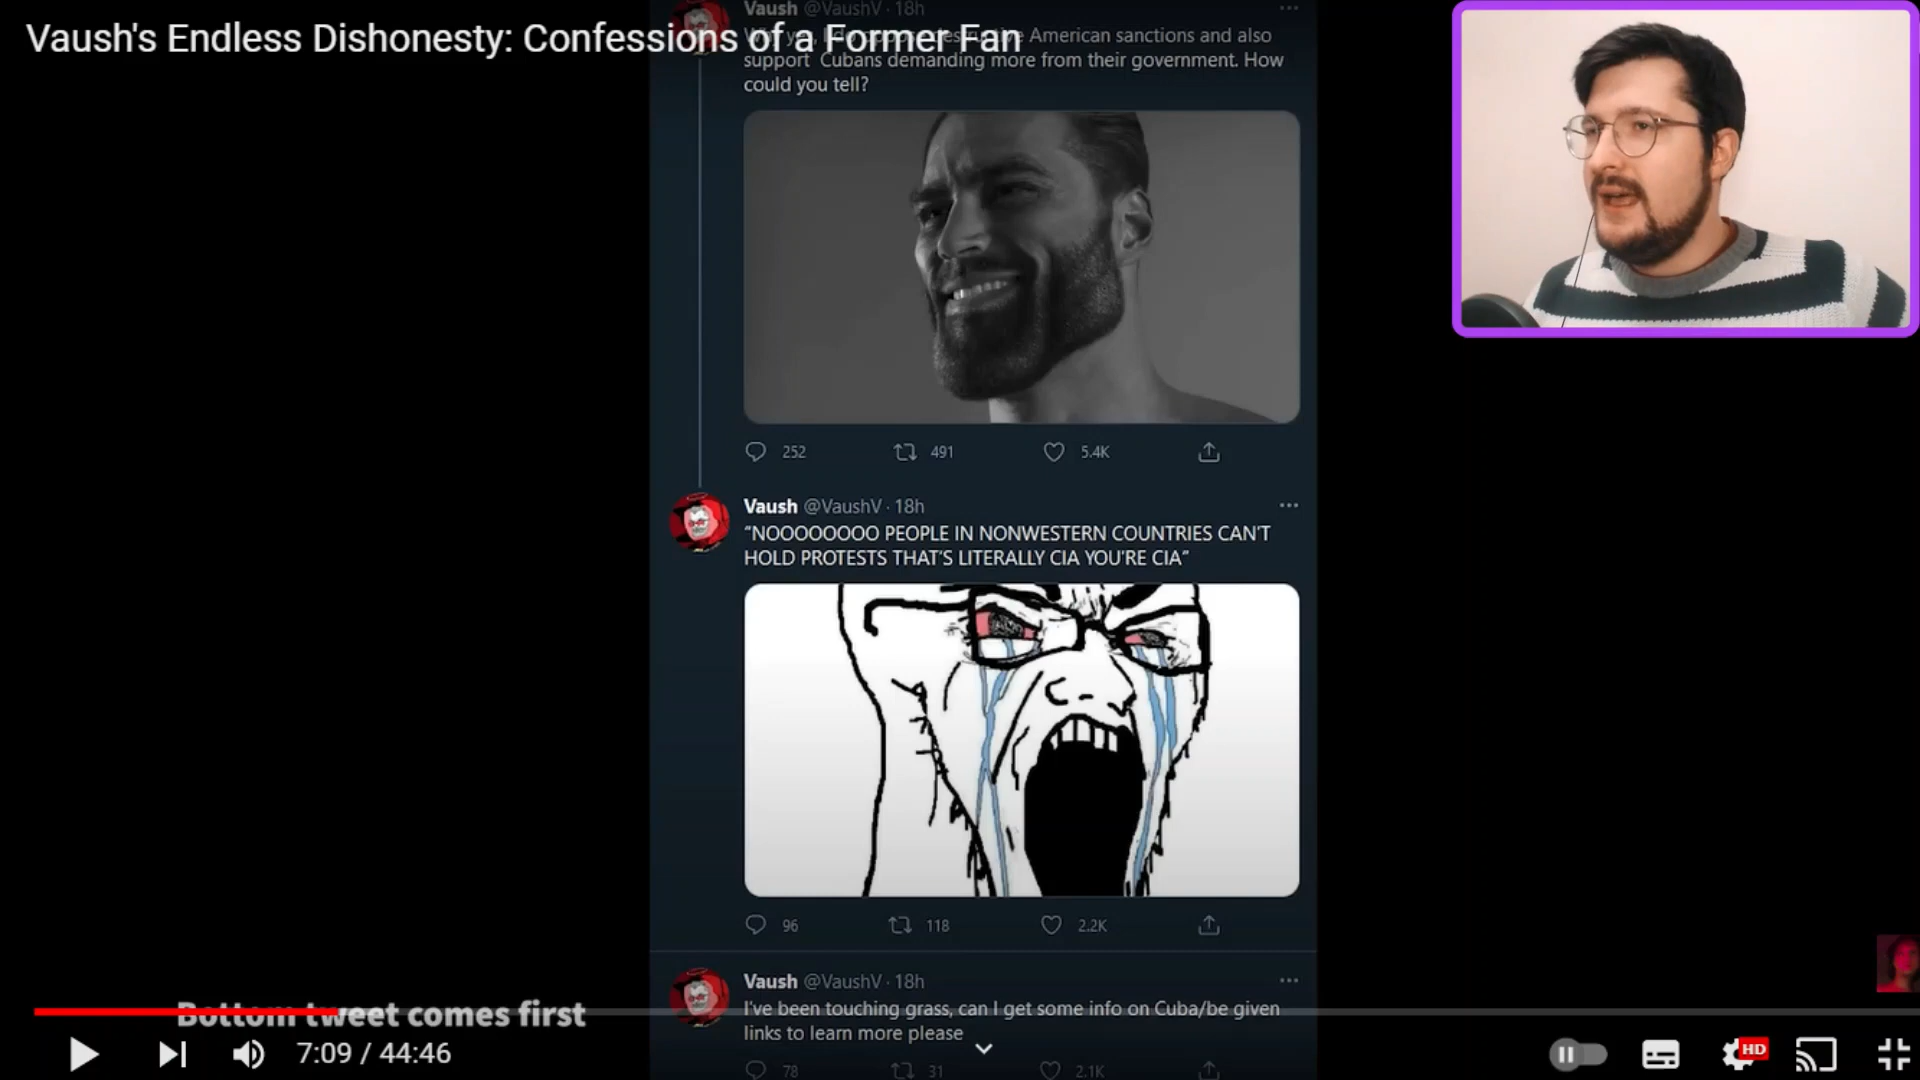 Vaush's Endless Dishonesty: Confessions of a Former Fan
Vaush @VaushV · 18h
American sanctions and also
support Cubans demanding more from their government. How
could you tell?
252 491 5.4K
Vaush @VaushV · 18h
“NOOOOOOOO PEOPLE IN NONWESTERN COUNTRIES CAN'T
HOLD PROTESTS THAT’S LITERALLY CIA YOU'RE CIA”
96 118 2.2K
Vaush @VaushV · 18h
I’ve been touching grass, can I get some info on Cuba/be given
links to learn more please
78 31 2.1K
Bottom tweet comes first
7:09 / 44:46
HD